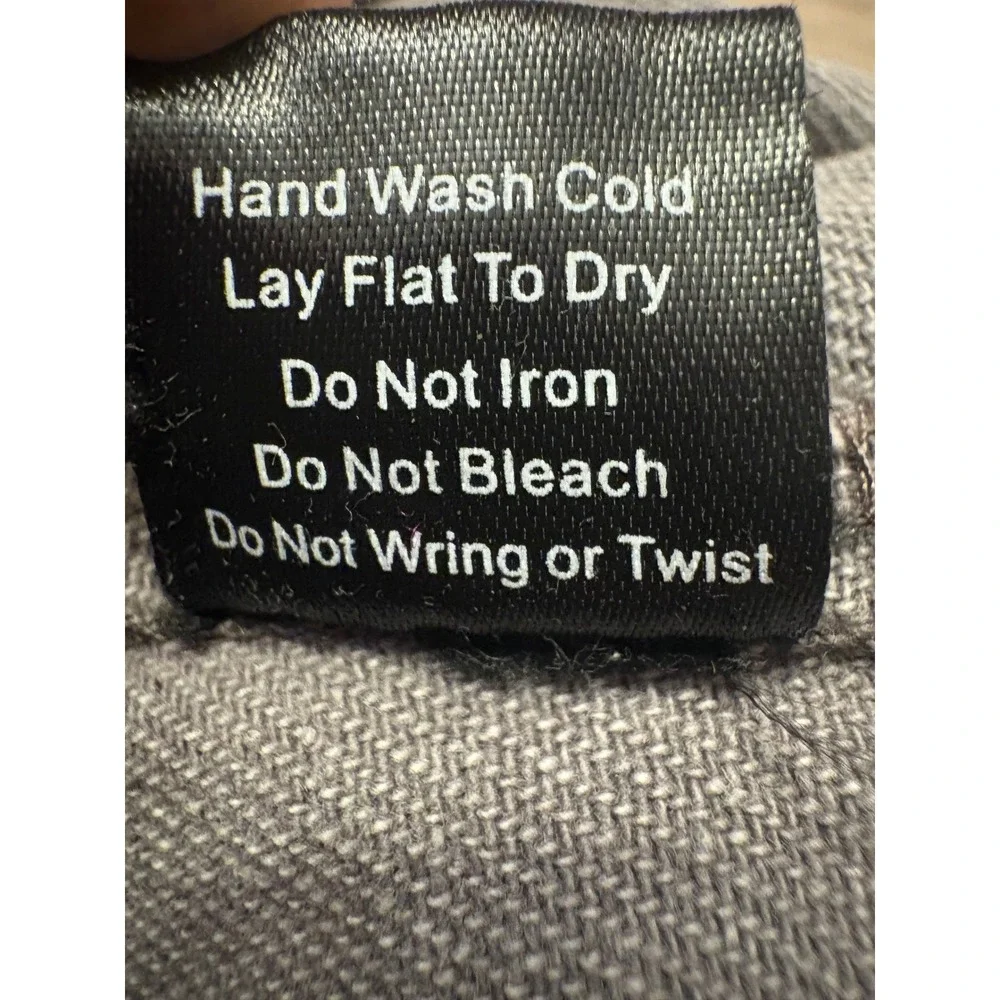 Hand Wash Cold
Lay Flat To Dry
Do Not Iron
Do Not Bleach
Do Not Wring or Twist